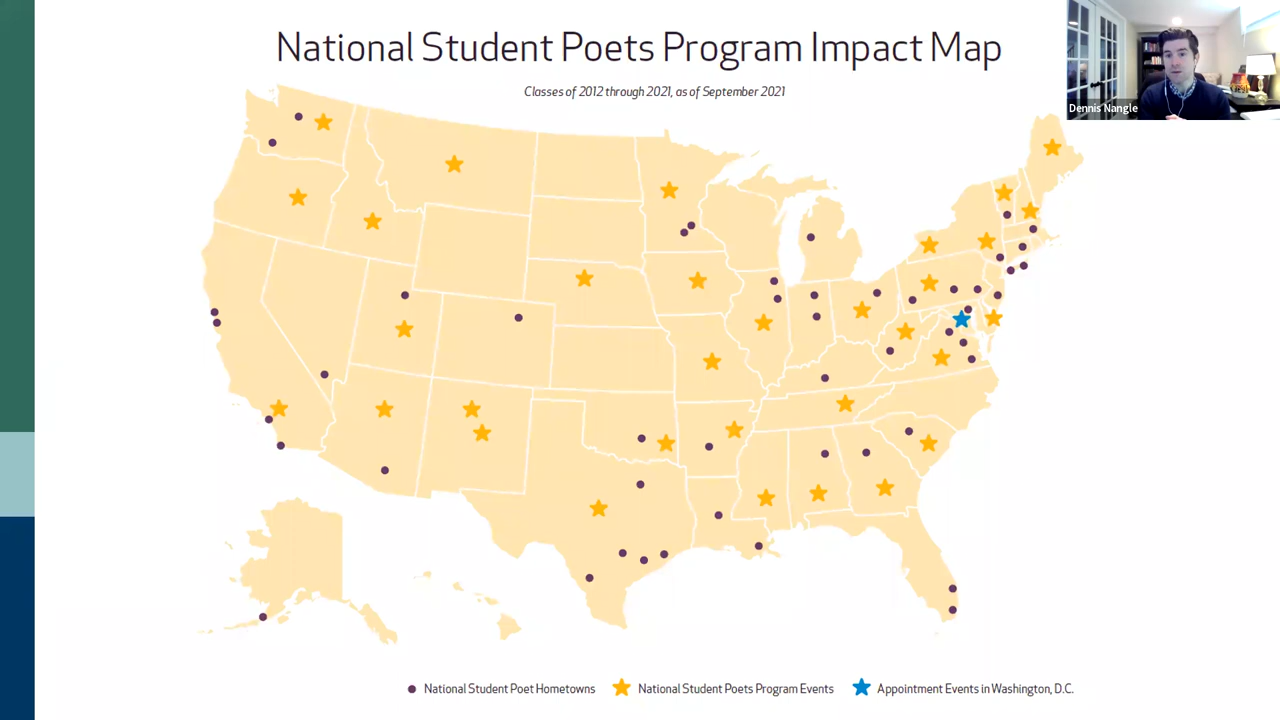 National Student Poets Program Impact Map
Classes of 2012 through 2021, as of September 2021
Dennis Nangle
National Student Poet Hometowns
National Student Poets Program Events
Appointment Events in Washington, D.C.